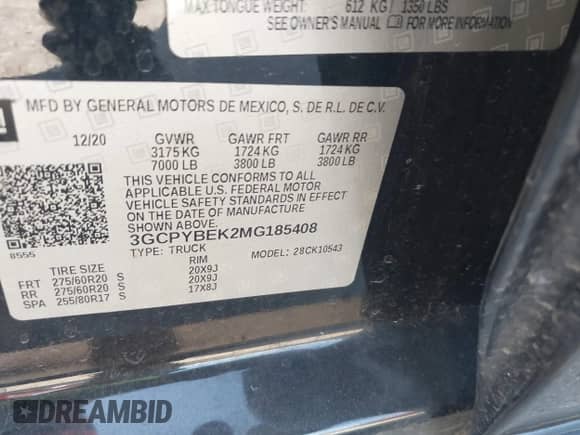 MAX TONGUE WEIGHT: 612 KG / 1350 LBS
SEE OWNER'S MANUAL FOR MORE INFORMATION
GM
MFD BY GENERAL MOTORS DE MEXICO, S. DE R.L. DE C.V.
12/20 GVWR GAWR FRT GAWR RR
3175 KG 1724 KG 1724 KG
7000 LB 3800 LB 3800 LB
THIS VEHICLE CONFORMS TO ALL
APPLICABLE U.S. FEDERAL MOTOR
VEHICLE SAFETY STANDARDS IN EFFECT
ON THE DATE OF MANUFACTURE
SHOWN ABOVE.
8555
3GCPYBEK2MG185408
TYPE: TRUCK MODEL: 28CK10543
TIRE SIZE RIM
FRT 275/60R20 S 20X9J
RR 275/60R20 S 20X9J
SPA 255/80R17 S 17X8J
DREAMBID